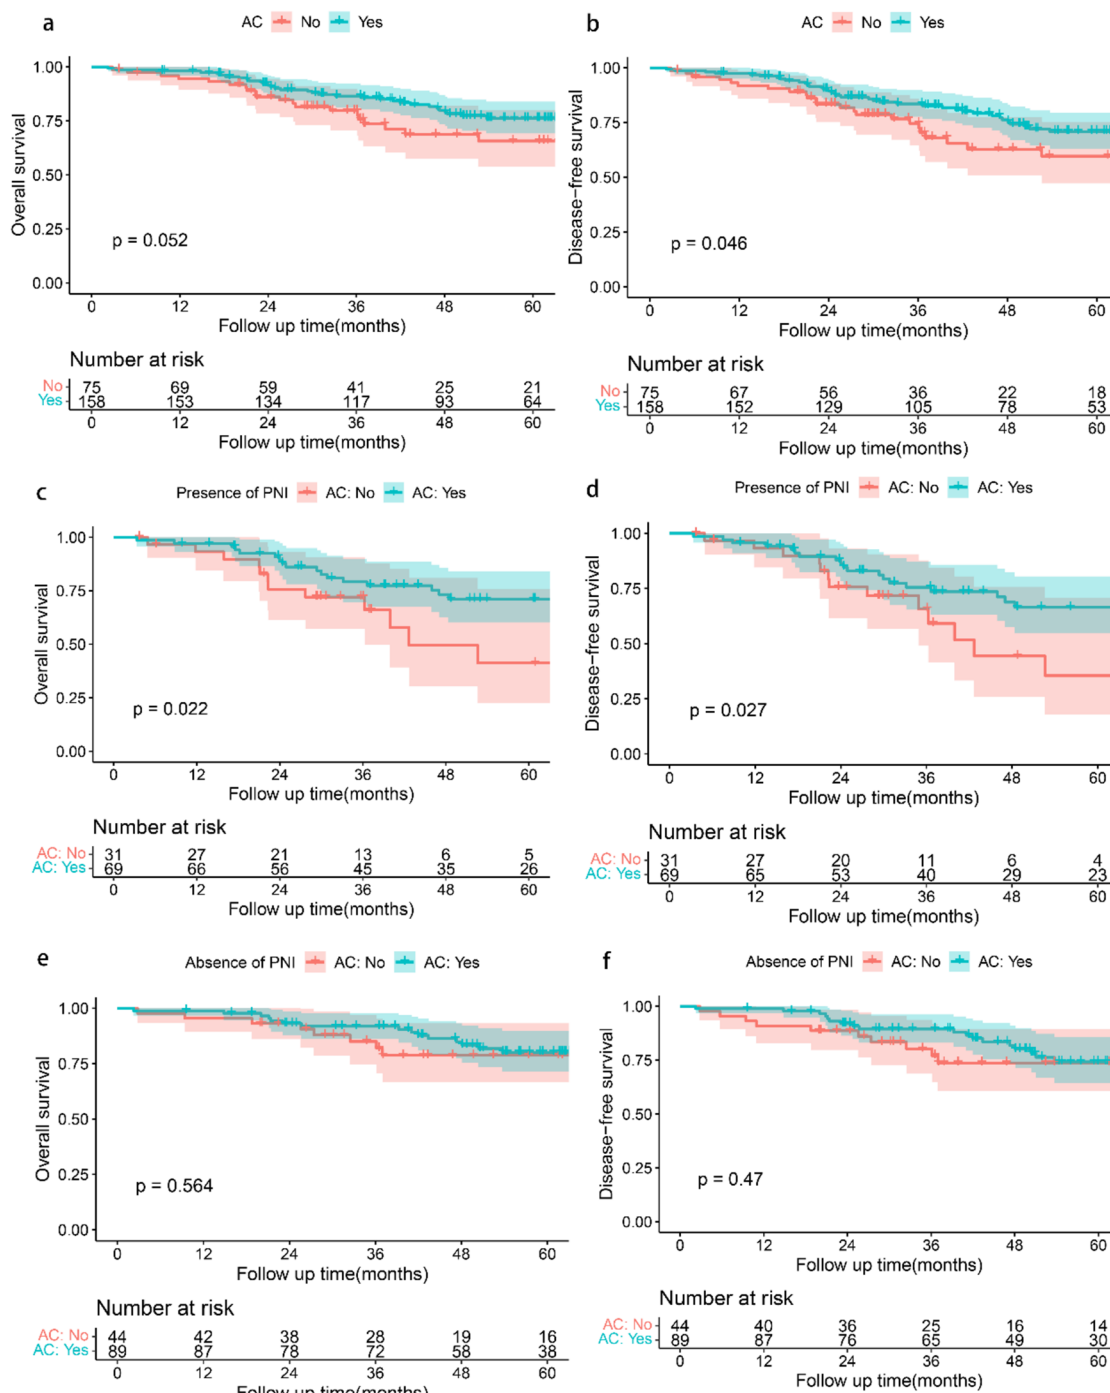 a
AC No Yes
1.00
0.75
0.50
0.25
0.00
Overall survival
p = 0.052
0 12 24 36 48 60
Follow up time(months)
Number at risk
No 75 69 59 41 25 21
Yes 158 153 134 117 93 64
0 12 24 36 48 60
Follow up time(months)
b
AC No Yes
1.00
0.75
0.50
0.25
0.00
Disease-free survival
p = 0.046
0 12 24 36 48 60
Follow up time(months)
Number at risk
No 75 67 56 36 22 18
Yes 158 152 129 105 78 53
0 12 24 36 48 60
Follow up time(months)
c
Presence of PNI AC: No AC: Yes
1.00
0.75
0.50
0.25
0.00
Overall survival
p = 0.022
0 12 24 36 48 60
Follow up time(months)
Number at risk
AC: No 31 27 21 13 6 5
AC: Yes 69 66 56 45 35 26
0 12 24 36 48 60
Follow up time(months)
d
Presence of PNI AC: No AC: Yes
1.00
0.75
0.50
0.25
0.00
Disease-free survival
p = 0.027
0 12 24 36 48 60
Follow up time(months)
Number at risk
AC: No 31 27 20 11 6 4
AC: Yes 69 65 53 40 29 23
0 12 24 36 48 60
Follow up time(months)
e
Absence of PNI AC: No AC: Yes
1.00
0.75
0.50
0.25
0.00
Overall survival
p = 0.564
0 12 24 36 48 60
Follow up time(months)
Number at risk
AC: No 44 42 38 28 19 16
AC: Yes 89 87 78 72 58 38
0 12 24 36 48 60
Follow up time(months)
f
Absence of PNI AC: No AC: Yes
1.00
0.75
0.50
0.25
0.00
Disease-free survival
p = 0.47
0 12 24 36 48 60
Follow up time(months)
Number at risk
AC: No 44 40 36 25 16 14
AC: Yes 89 87 76 65 49 30
0 12 24 36 48 60
Follow up time(months)